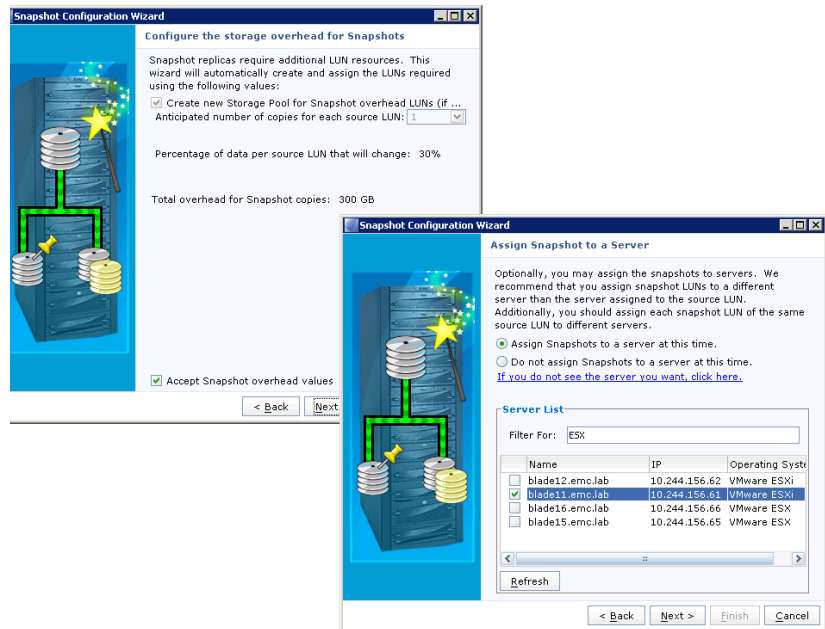 Snapshot Configuration Wizard
Configure the storage overhead for Snapshots
Snapshot replicas require additional LUN resources. This
wizard will automatically create and assign the LUNs required
using the following values:
Create new Storage Pool for Snapshot overhead LUNs (if ...
Anticipated number of copies for each source LUN: 1
Percentage of data per source LUN that will change: 30%
Total overhead for Snapshot copies: 300 GB
Accept Snapshot overhead values
< Back Next
Snapshot Configuration Wizard
Assign Snapshot to a Server
Optionally, you may assign the snapshots to servers. We
recommend that you assign snapshot LUNs to a different
server than the server assigned to the source LUN.
Additionally, you should assign each snapshot LUN of the same
source LUN to different servers.
Assign Snapshots to a server at this time.
Do not assign Snapshots to a server at this time.
If you do not see the server you want, click here.
Server List
Filter For: ESX
Name IP Operating Syste
blade12.emc.lab 10.244.156.62 VMware ESXi
blade11.emc.lab 10.244.156.61 VMware ESXi
blade16.emc.lab 10.244.156.66 VMware ESX
blade15.emc.lab 10.244.156.65 VMware ESX
Refresh
< Back Next > Finish Cancel